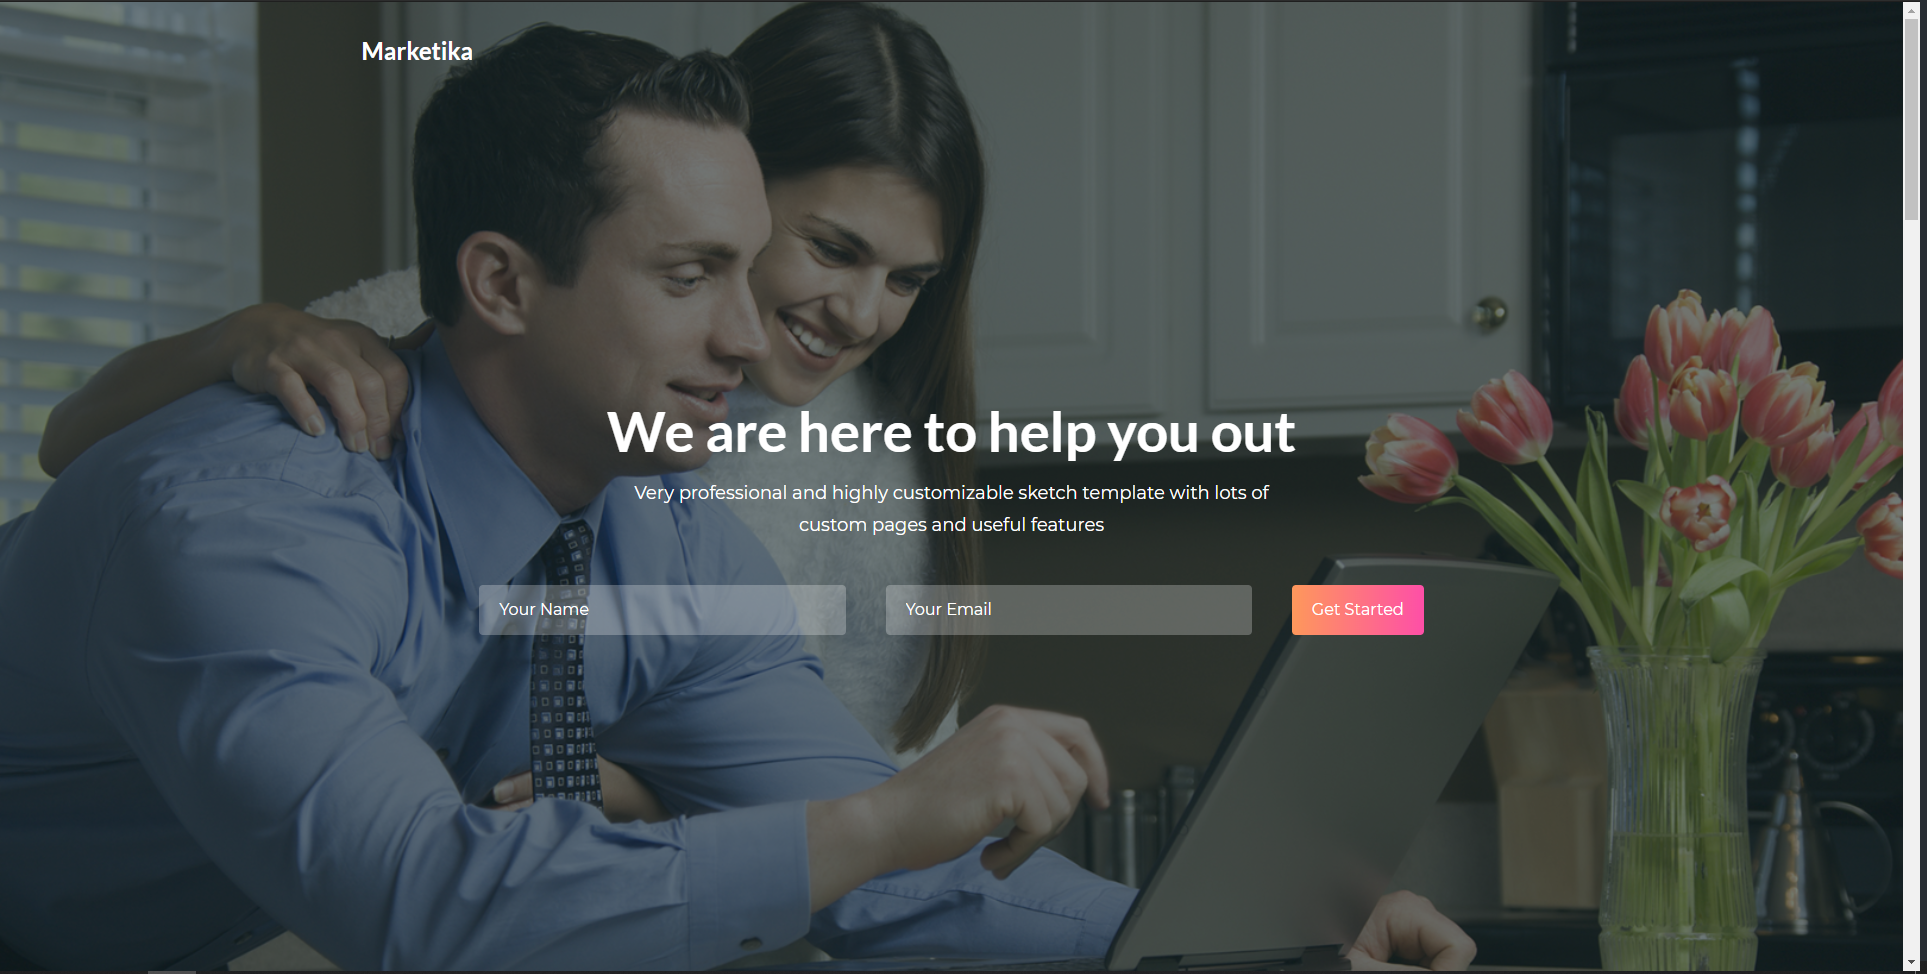 Marketika
We are here to help you out
Very professional and highly customizable sketch template with lots of
custom pages and useful features
Your Name
Your Email
Get Started